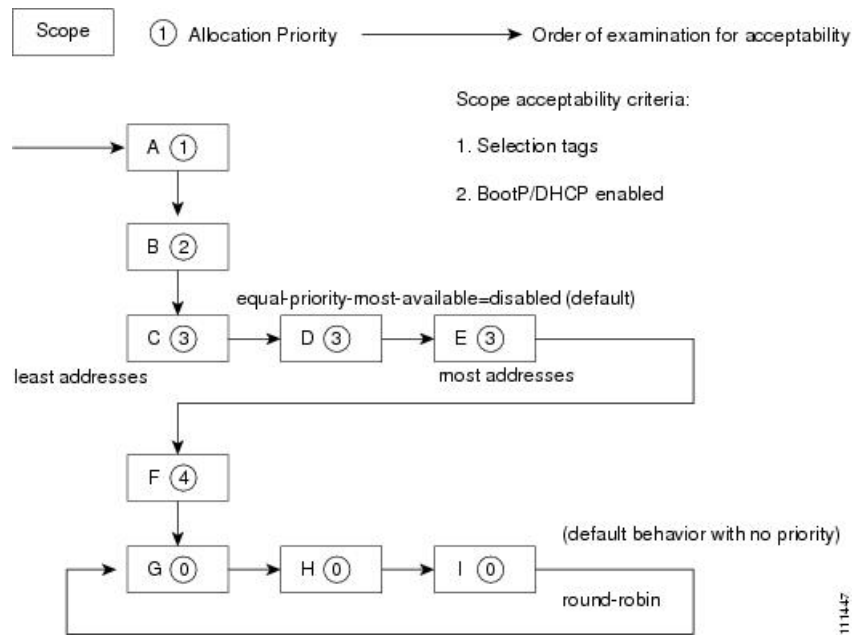 Scope
1 Allocation Priority
Order of examination for acceptability
Scope acceptability criteria:
1. Selection tags
2. BootP/DHCP enabled
A 1
B 2
equal-priority-most-available=disabled (default)
C 3
D 3
E 3
least addresses
most addresses
F 4
(default behavior with no priority)
G 0
H 0
I 0
round-robin
111447